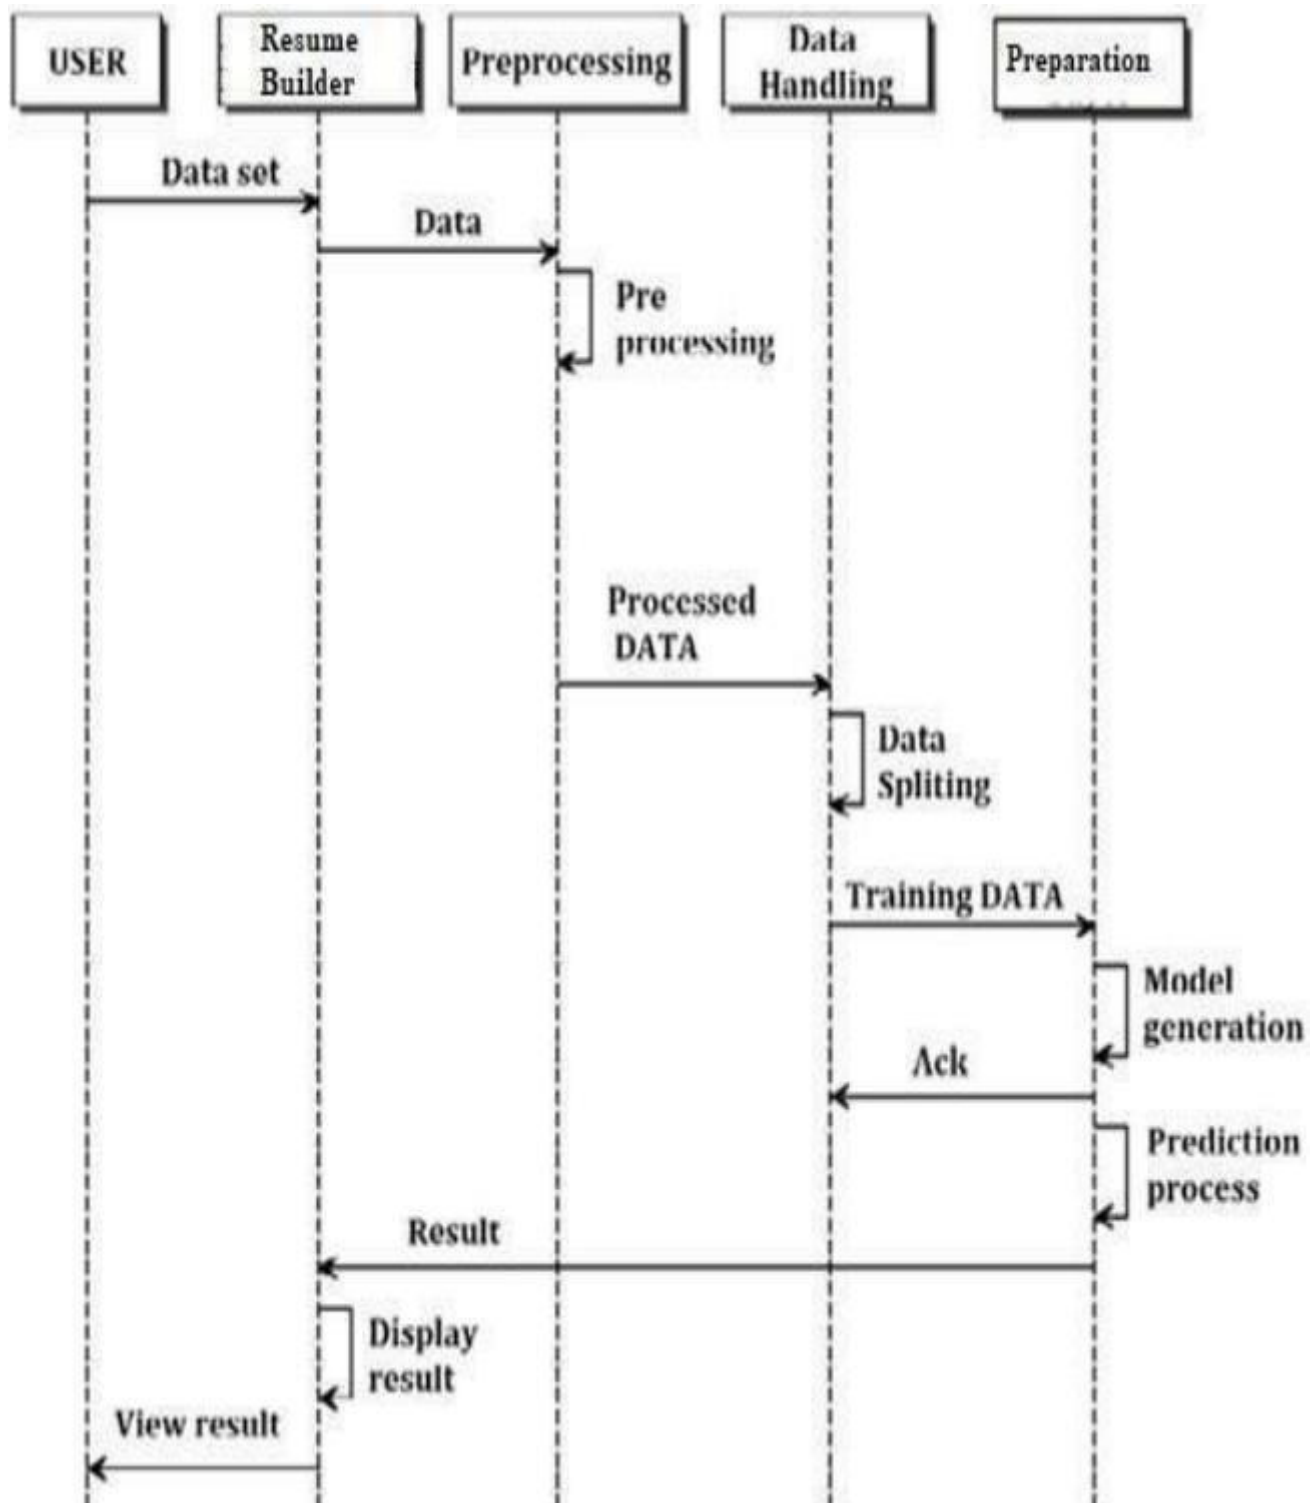 USER
Resume
Builder
Preprocessing
Data
Handling
Preparation
Data set
Data
Pre
processing
Processed
DATA
Data
Spliting
Training DATA
Model
generation
Ack
Prediction
process
Result
Display
result
View result